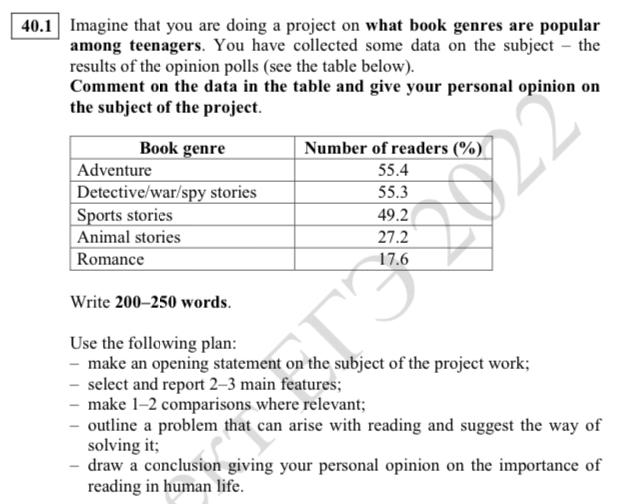 40.1 Imagine that you are doing a project on what book genres are popular
among teenagers. You have collected some data on the subject – the
results of the opinion polls (see the table below).
Comment on the data in the table and give your personal opinion on
the subject of the project.
Book genre Number of readers (%)
Adventure 55.4
Detective/war/spy stories 55.3
Sports stories 49.2
Animal stories 27.2
Romance 17.6
Write 200–250 words.
Use the following plan:
– make an opening statement on the subject of the project work;
– select and report 2–3 main features;
– make 1–2 comparisons where relevant;
– outline a problem that can arise with reading and suggest the way of
solving it;
– draw a conclusion giving your personal opinion on the importance of
reading in human life.
ЕГЭ 2022